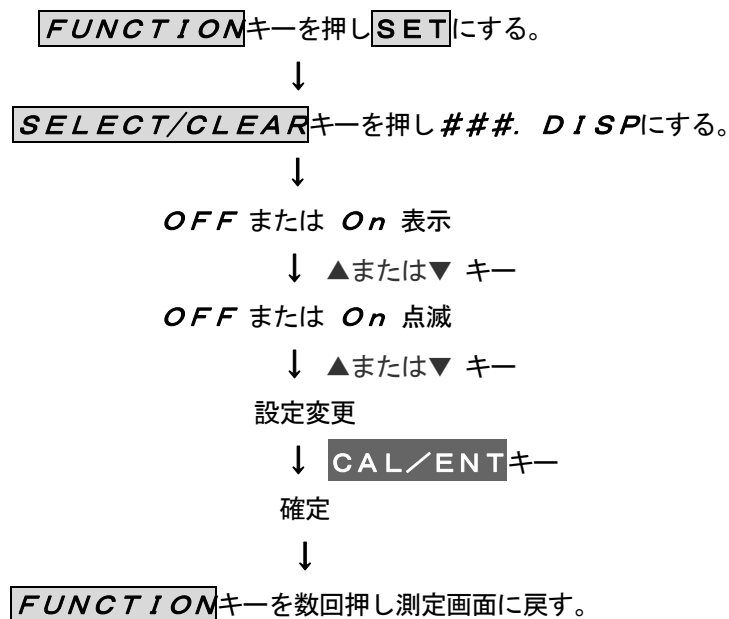 FUNCTIONキーを押しSETにする。
↓
SELECT/CLEARキーを押し###. DISPにする。
↓
OFF または On 表示
↓ ▲または▼ キー
OFF または On 点滅
↓ ▲または▼ キー
設定変更
↓ CAL／ENTキー
確定
↓
FUNCTIONキーを数回押し測定画面に戻す。